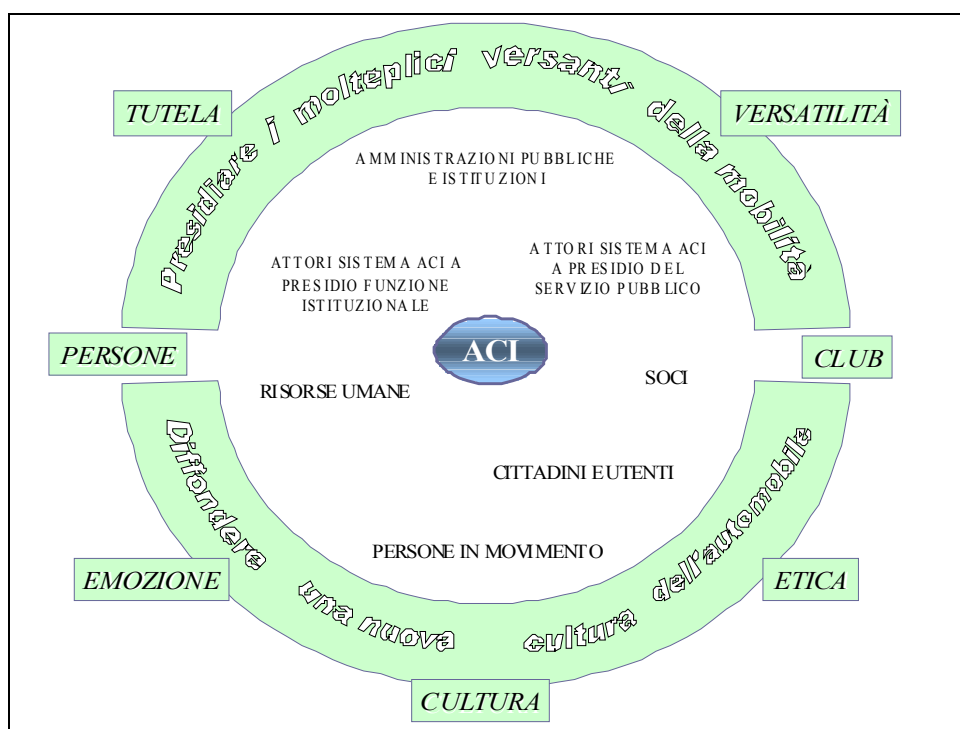 Presidiare i molteplici versanti della mobilità
TUTELA
VERSATILITÀ
AMMINISTRAZIONI PUBBLICHE
E ISTITUZIONI
ATTORI SISTEMA ACI A
PRESIDIO FUNZIONE
ISTITUZIONALE
ATTORI SISTEMA ACI
A PRESIDIO DEL
SERVIZIO PUBBLICO
PERSONE
ACI
CLUB
RISORSE UMANE
SOCI
CITTADINI E UTENTI
PERSONE IN MOVIMENTO
EMOZIONE
ETICA
Diffondere una nuova cultura dell'automobile
CULTURA